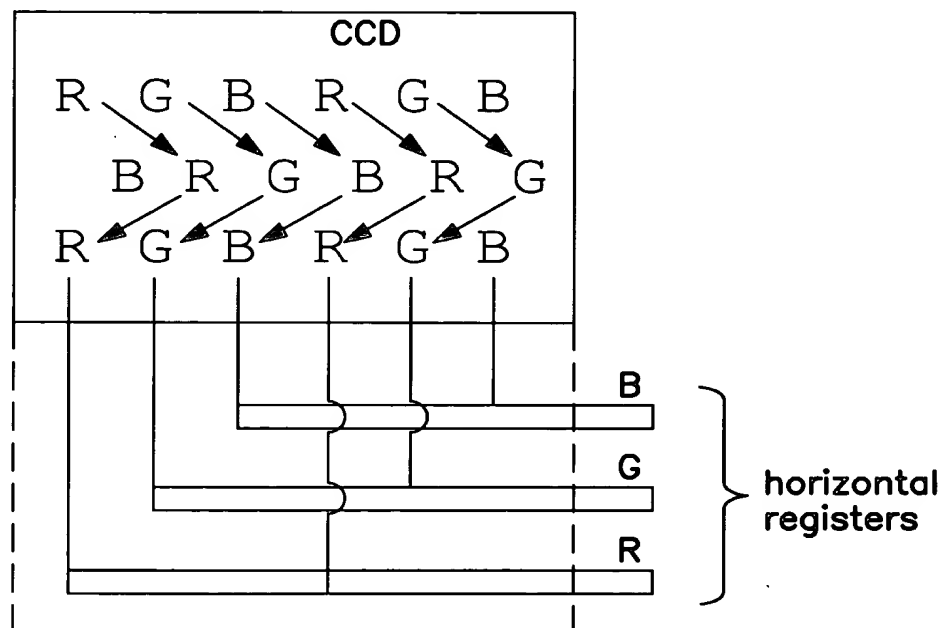 CCD
R G B R G B
B R G B R G
R G B R G B
B
G
R
horizontal
registers